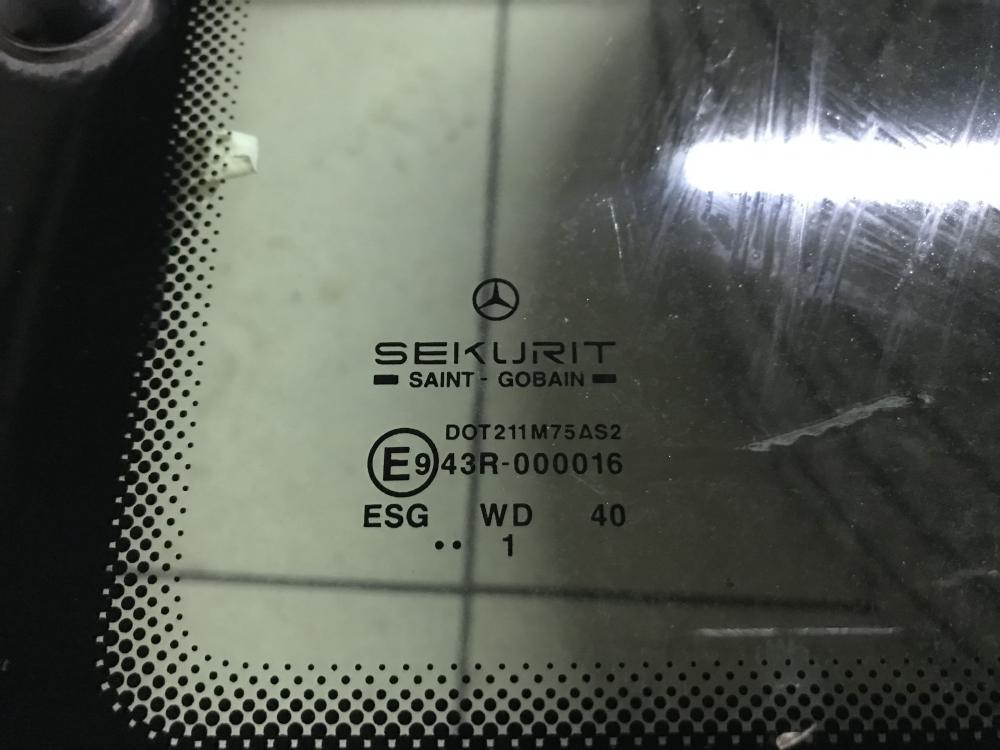 SEKURIT
SAINT - GOBAIN
DOT211M75AS2
E9 43R-000016
ESG WD 40
•• 1